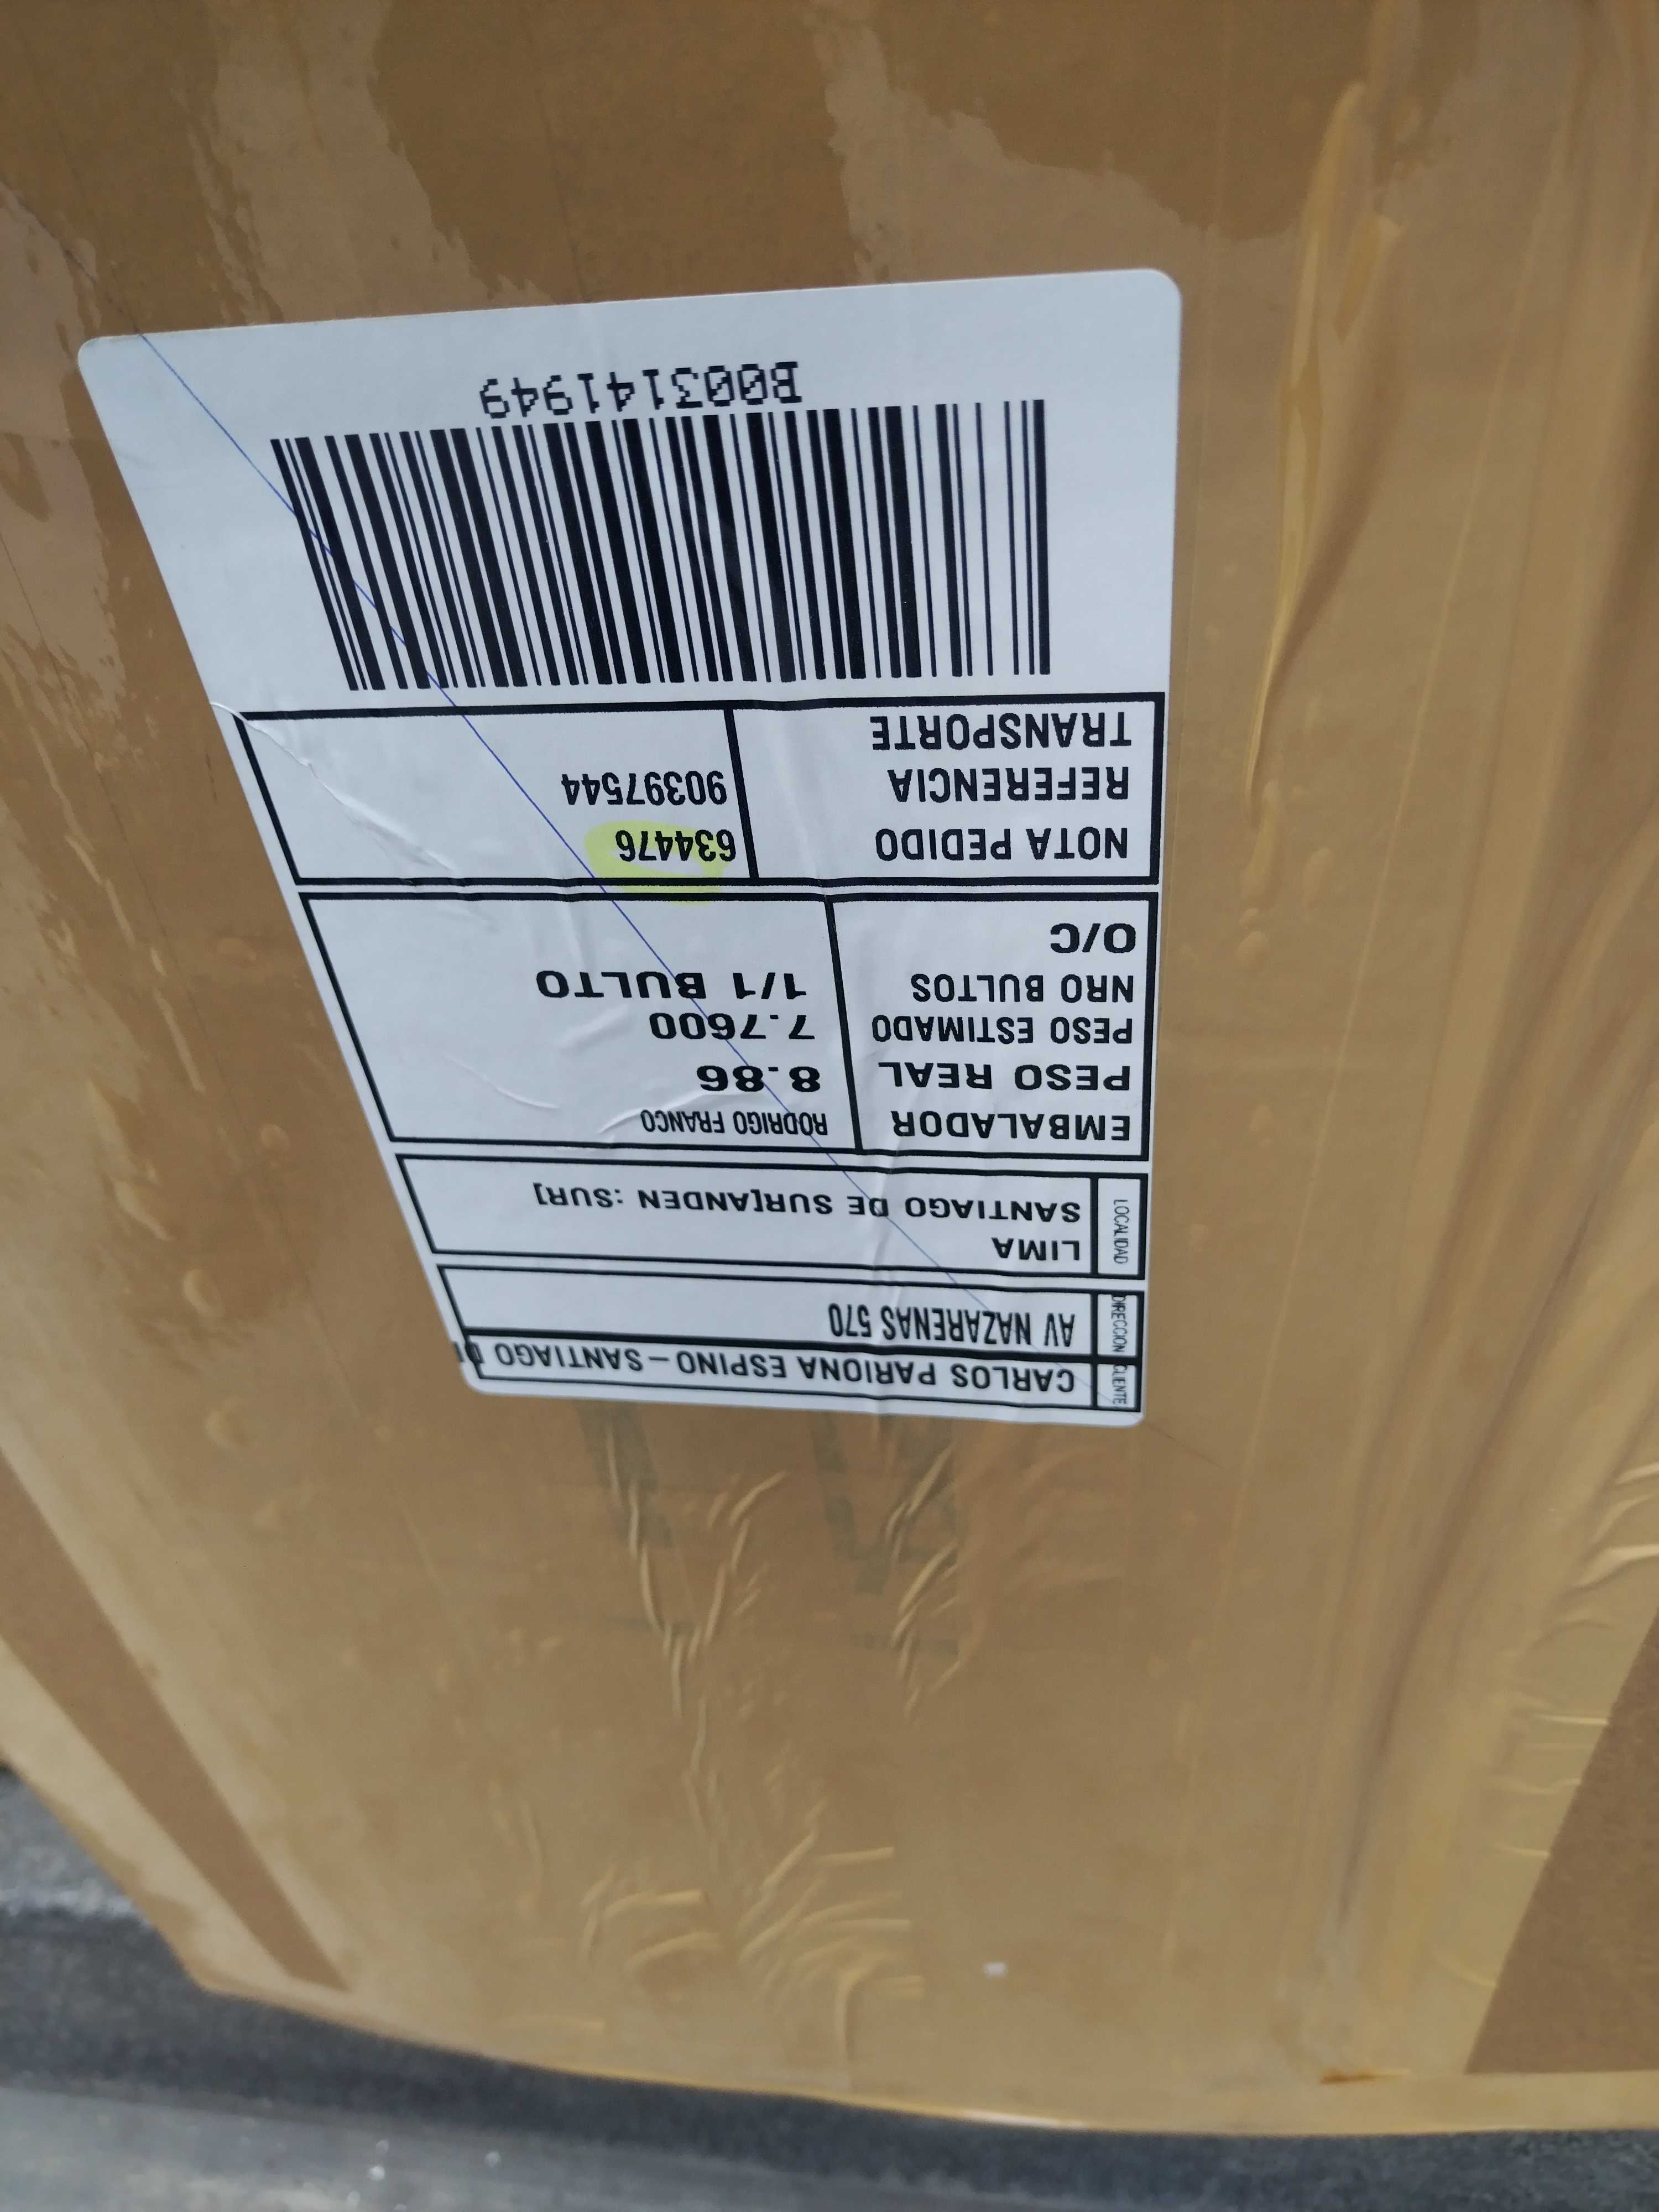 CLIENTE CARLOS PARIONA ESPINO - SANTIAGO D
DIRECCION AV NAZARENAS 570
LOCALIDAD LIMA
SANTIAGO DE SUR[ANDEN :SUR]
EMBALADOR RODRIGO FRANCO
PESO REAL 8.86
PESO ESTIMADO 7.7600
NRO BULTOS 1/1 BULTO
O/C
NOTA PEDIDO 634476
REFERENCIA 90397544
TRANSPORTE
B003141949